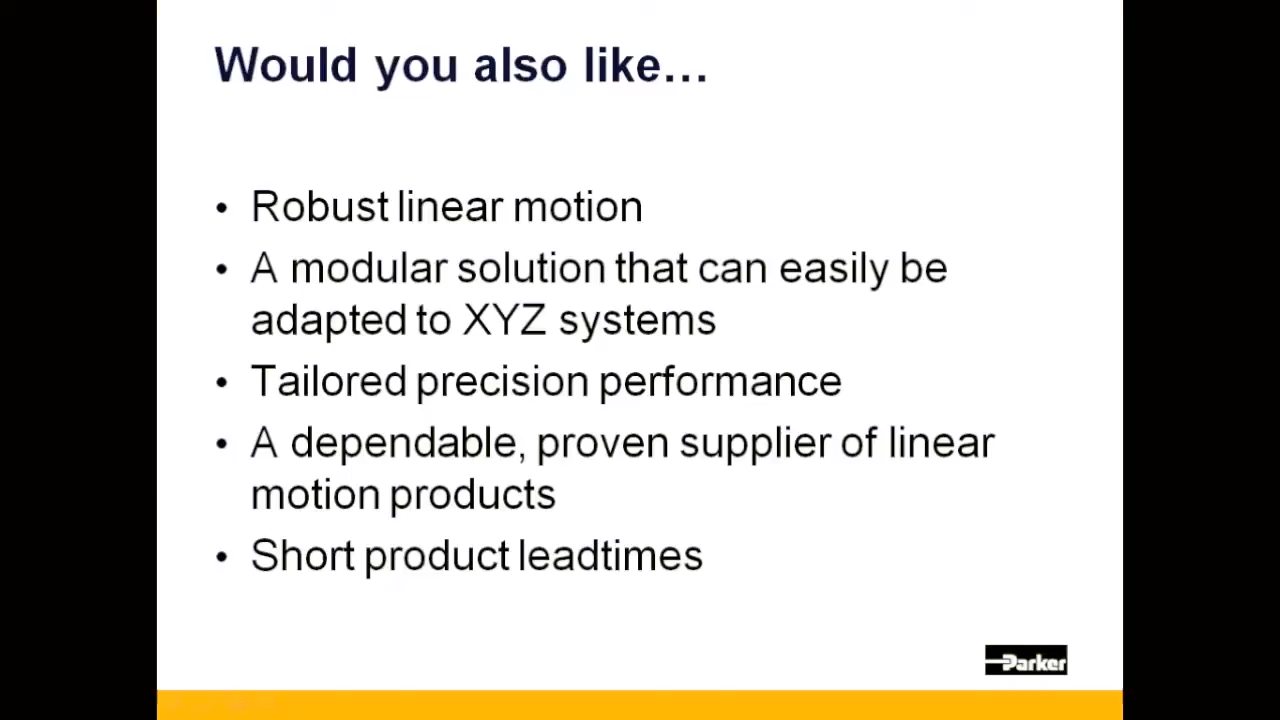 Would you also like...
• Robust linear motion
• A modular solution that can easily be
adapted to XYZ systems
• Tailored precision performance
• A dependable, proven supplier of linear
motion products
• Short product leadtimes
Parker